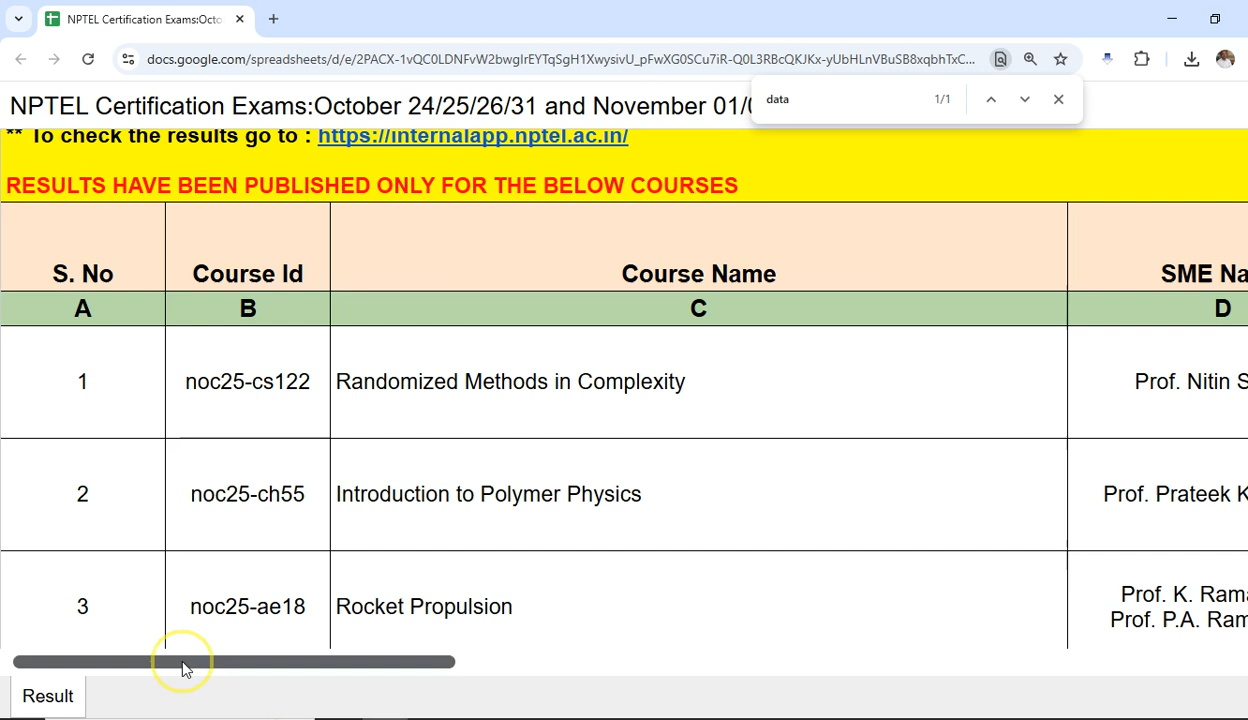 NPTEL Certification Exams:Octo
docs.google.com/spreadsheets/d/e/2PACX-1vQC0LDNFvW2bwgIrEYTqSgH1XwysivU_pFwXG0SCu7iR-Q0L3RBcQKJKx-yUbHLnVBuSB8xqbhTxC...
data 1/1
NPTEL Certification Exams:October 24/25/26/31 and November 01/
** To check the results go to : https://internalapp.nptel.ac.in/
RESULTS HAVE BEEN PUBLISHED ONLY FOR THE BELOW COURSES
S. No Course Id Course Name SME Na
A B C D
1 noc25-cs122 Randomized Methods in Complexity Prof. Nitin S
2 noc25-ch55 Introduction to Polymer Physics Prof. Prateek K
3 noc25-ae18 Rocket Propulsion Prof. K. Rama
Prof. P.A. Ram
Result